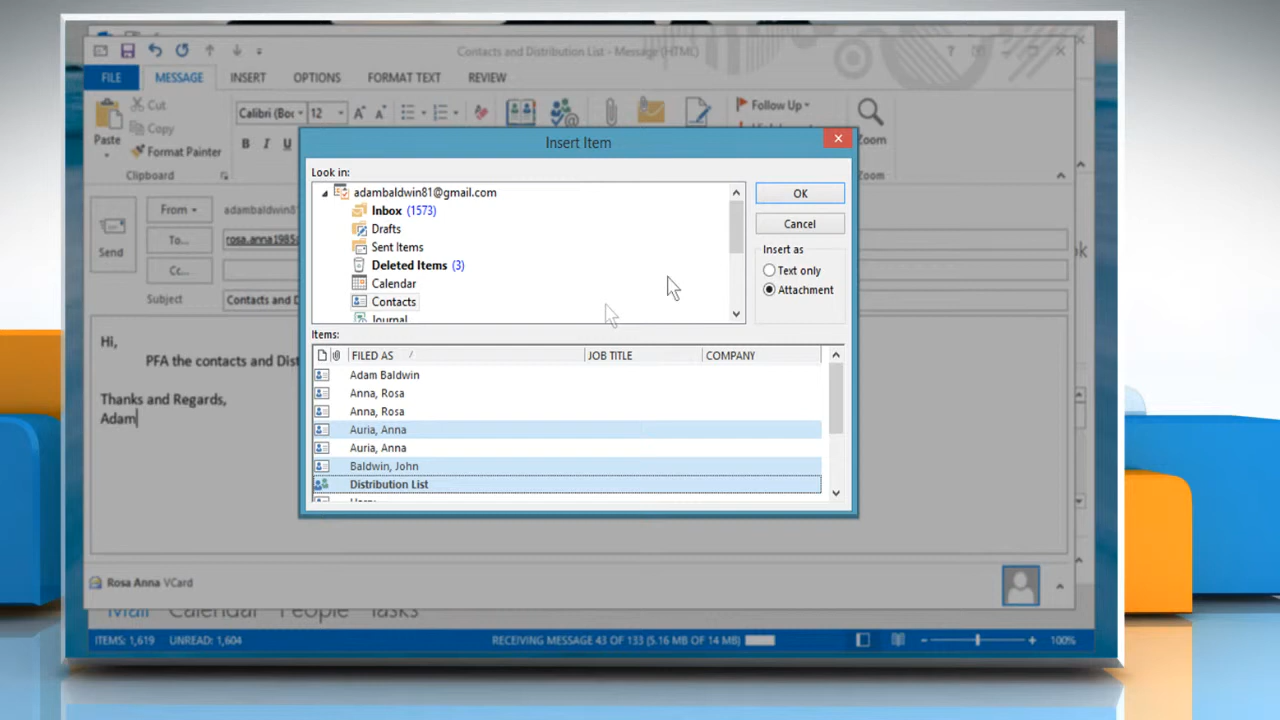 Contacts and Distribution List - Message (HTML)
FILE MESSAGE INSERT OPTIONS FORMAT TEXT REVIEW
Cut
Copy
Paste
Format Painter
Clipboard
Calibri (Boc 12
B I U
Follow Up
Zoom
Zoom
Insert Item
Look in:
adambaldwin81@gmail.com
Inbox (1573)
Drafts
Sent Items
Deleted Items (3)
Calendar
Contacts
Journal
OK
Cancel
Insert as
Text only
Attachment
Items:
FILED AS JOB TITLE COMPANY
Adam Baldwin
Anna, Rosa
Anna, Rosa
Auria, Anna
Auria, Anna
Baldwin, John
Distribution List
Send
From adambaldwin8
To... rosa.anna1985
Cc...
Subject Contacts and D
Hi,
PFA the contacts and Dist
Thanks and Regards,
Adam
Rosa Anna VCard
Mail Calendar People Tasks
ITEMS: 1,619 UNREAD: 1,604 RECEIVING MESSAGE 43 OF 133 (5.16 MB OF 14 MB) 100%